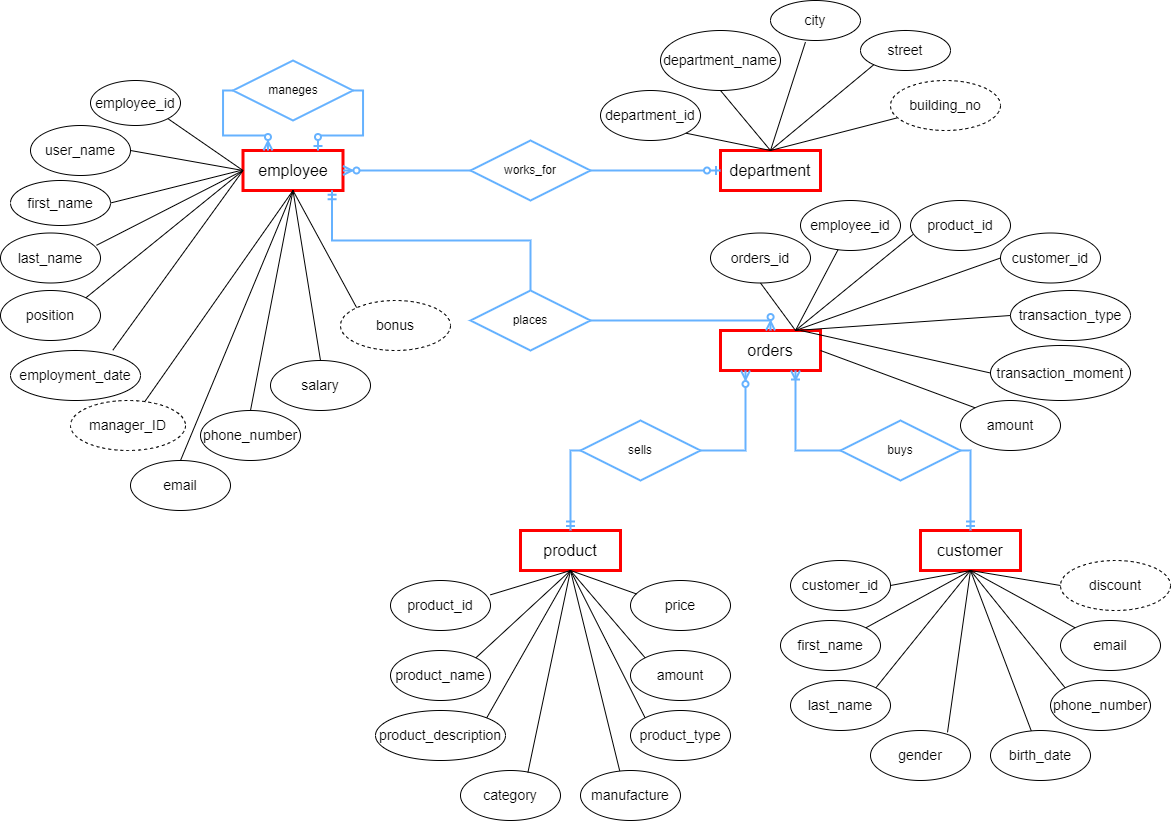 city
department_name
street
maneges
employee_id
building_no
department_id
user_name
employee
works_for
department
first_name
employee_id
product_id
last_name
orders_id
customer_id
position
bonus
places
transaction_type
orders
employment_date
salary
transaction_moment
manager_ID
phone_number
amount
sells
buys
email
product
customer
product_id
price
customer_id
discount
product_name
amount
first_name
email
product_description
product_type
last_name
phone_number
gender
birth_date
category
manufacture